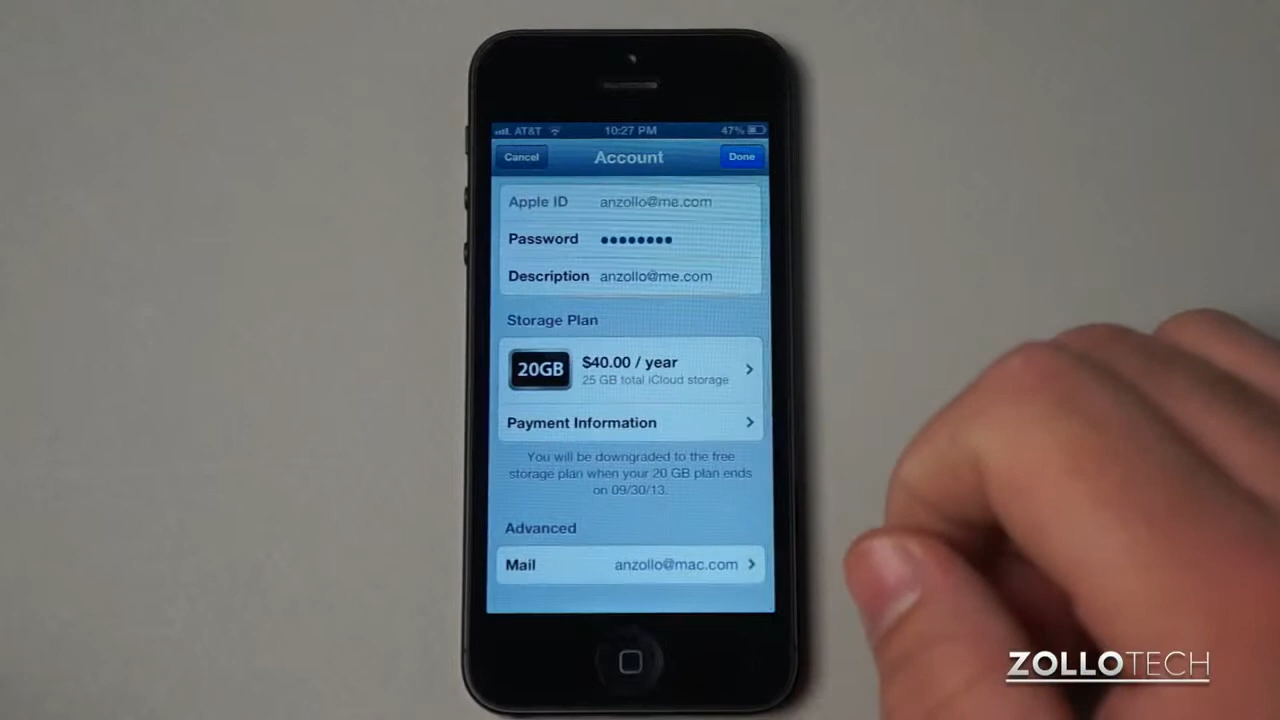 AT&T 10:27 PM 47%
Cancel Account Done
Apple ID anzollo@me.com
Password ••••••••
Description anzollo@me.com
Storage Plan
20GB $40.00 / year
25 GB total iCloud storage
Payment Information
You will be downgraded to the free
storage plan when your 20 GB plan ends
on 09/30/13.
Advanced
Mail anzollo@mac.com
ZOLLOTECH